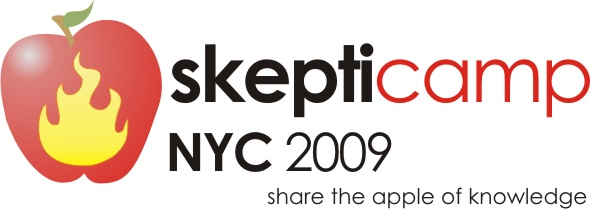 skepticamp
NYC 2009
share the apple of knowledge